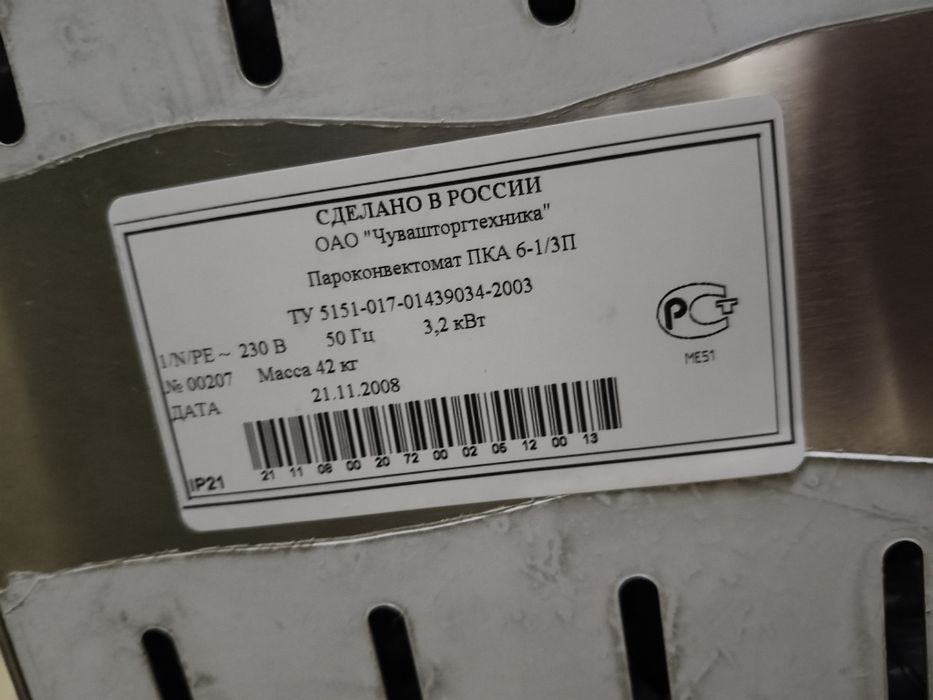 СДЕЛАНО В РОССИИ
ОАО "Чувашторгтехника"
Пароконвектомат ПКА 6-1/3П
ТУ 5151-017-01439034-2003
1/N/PE ~ 230 В 50 Гц 3,2 кВт
№ 00207 Масса 42 кг
ДАТА 21.11.2008
РСТ
МЕ51
IP21
21 11 08 00 20 72 00 02 06 12 00 13